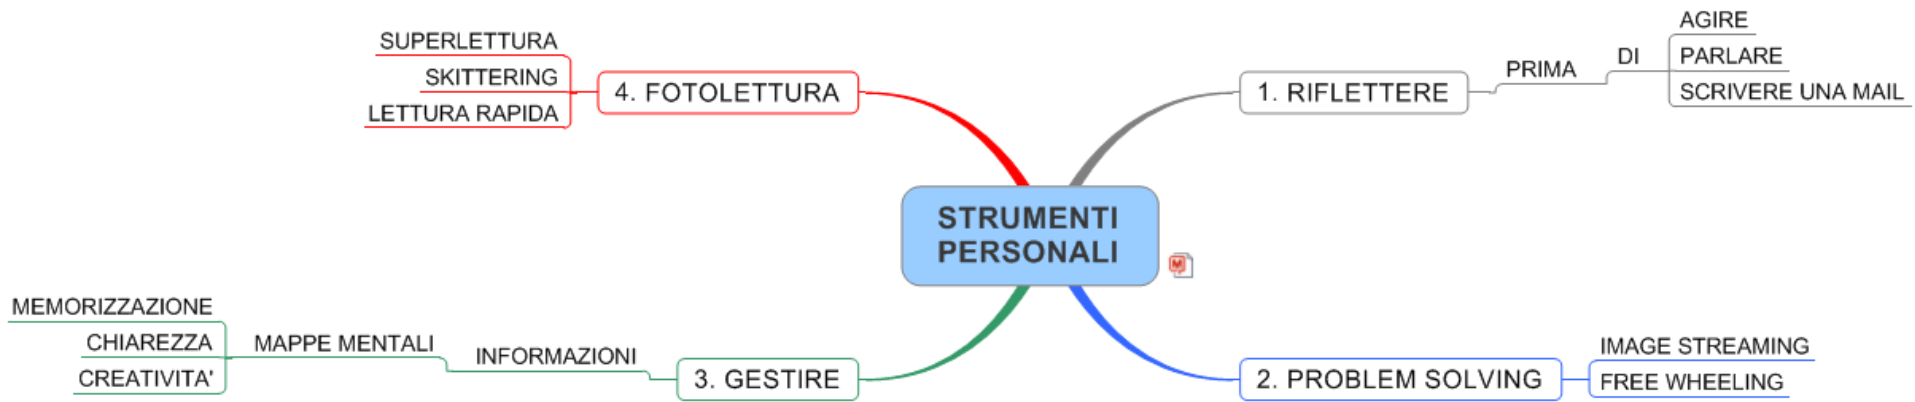 STRUMENTI
PERSONALI
1. RIFLETTERE
PRIMA
DI
AGIRE
PARLARE
SCRIVERE UNA MAIL
2. PROBLEM SOLVING
IMAGE STREAMING
FREE WHEELING
3. GESTIRE
INFORMAZIONI
MAPPE MENTALI
MEMORIZZAZIONE
CHIAREZZA
CREATIVITA'
4. FOTOLETTURA
SUPERLETTURA
SKITTERING
LETTURA RAPIDA